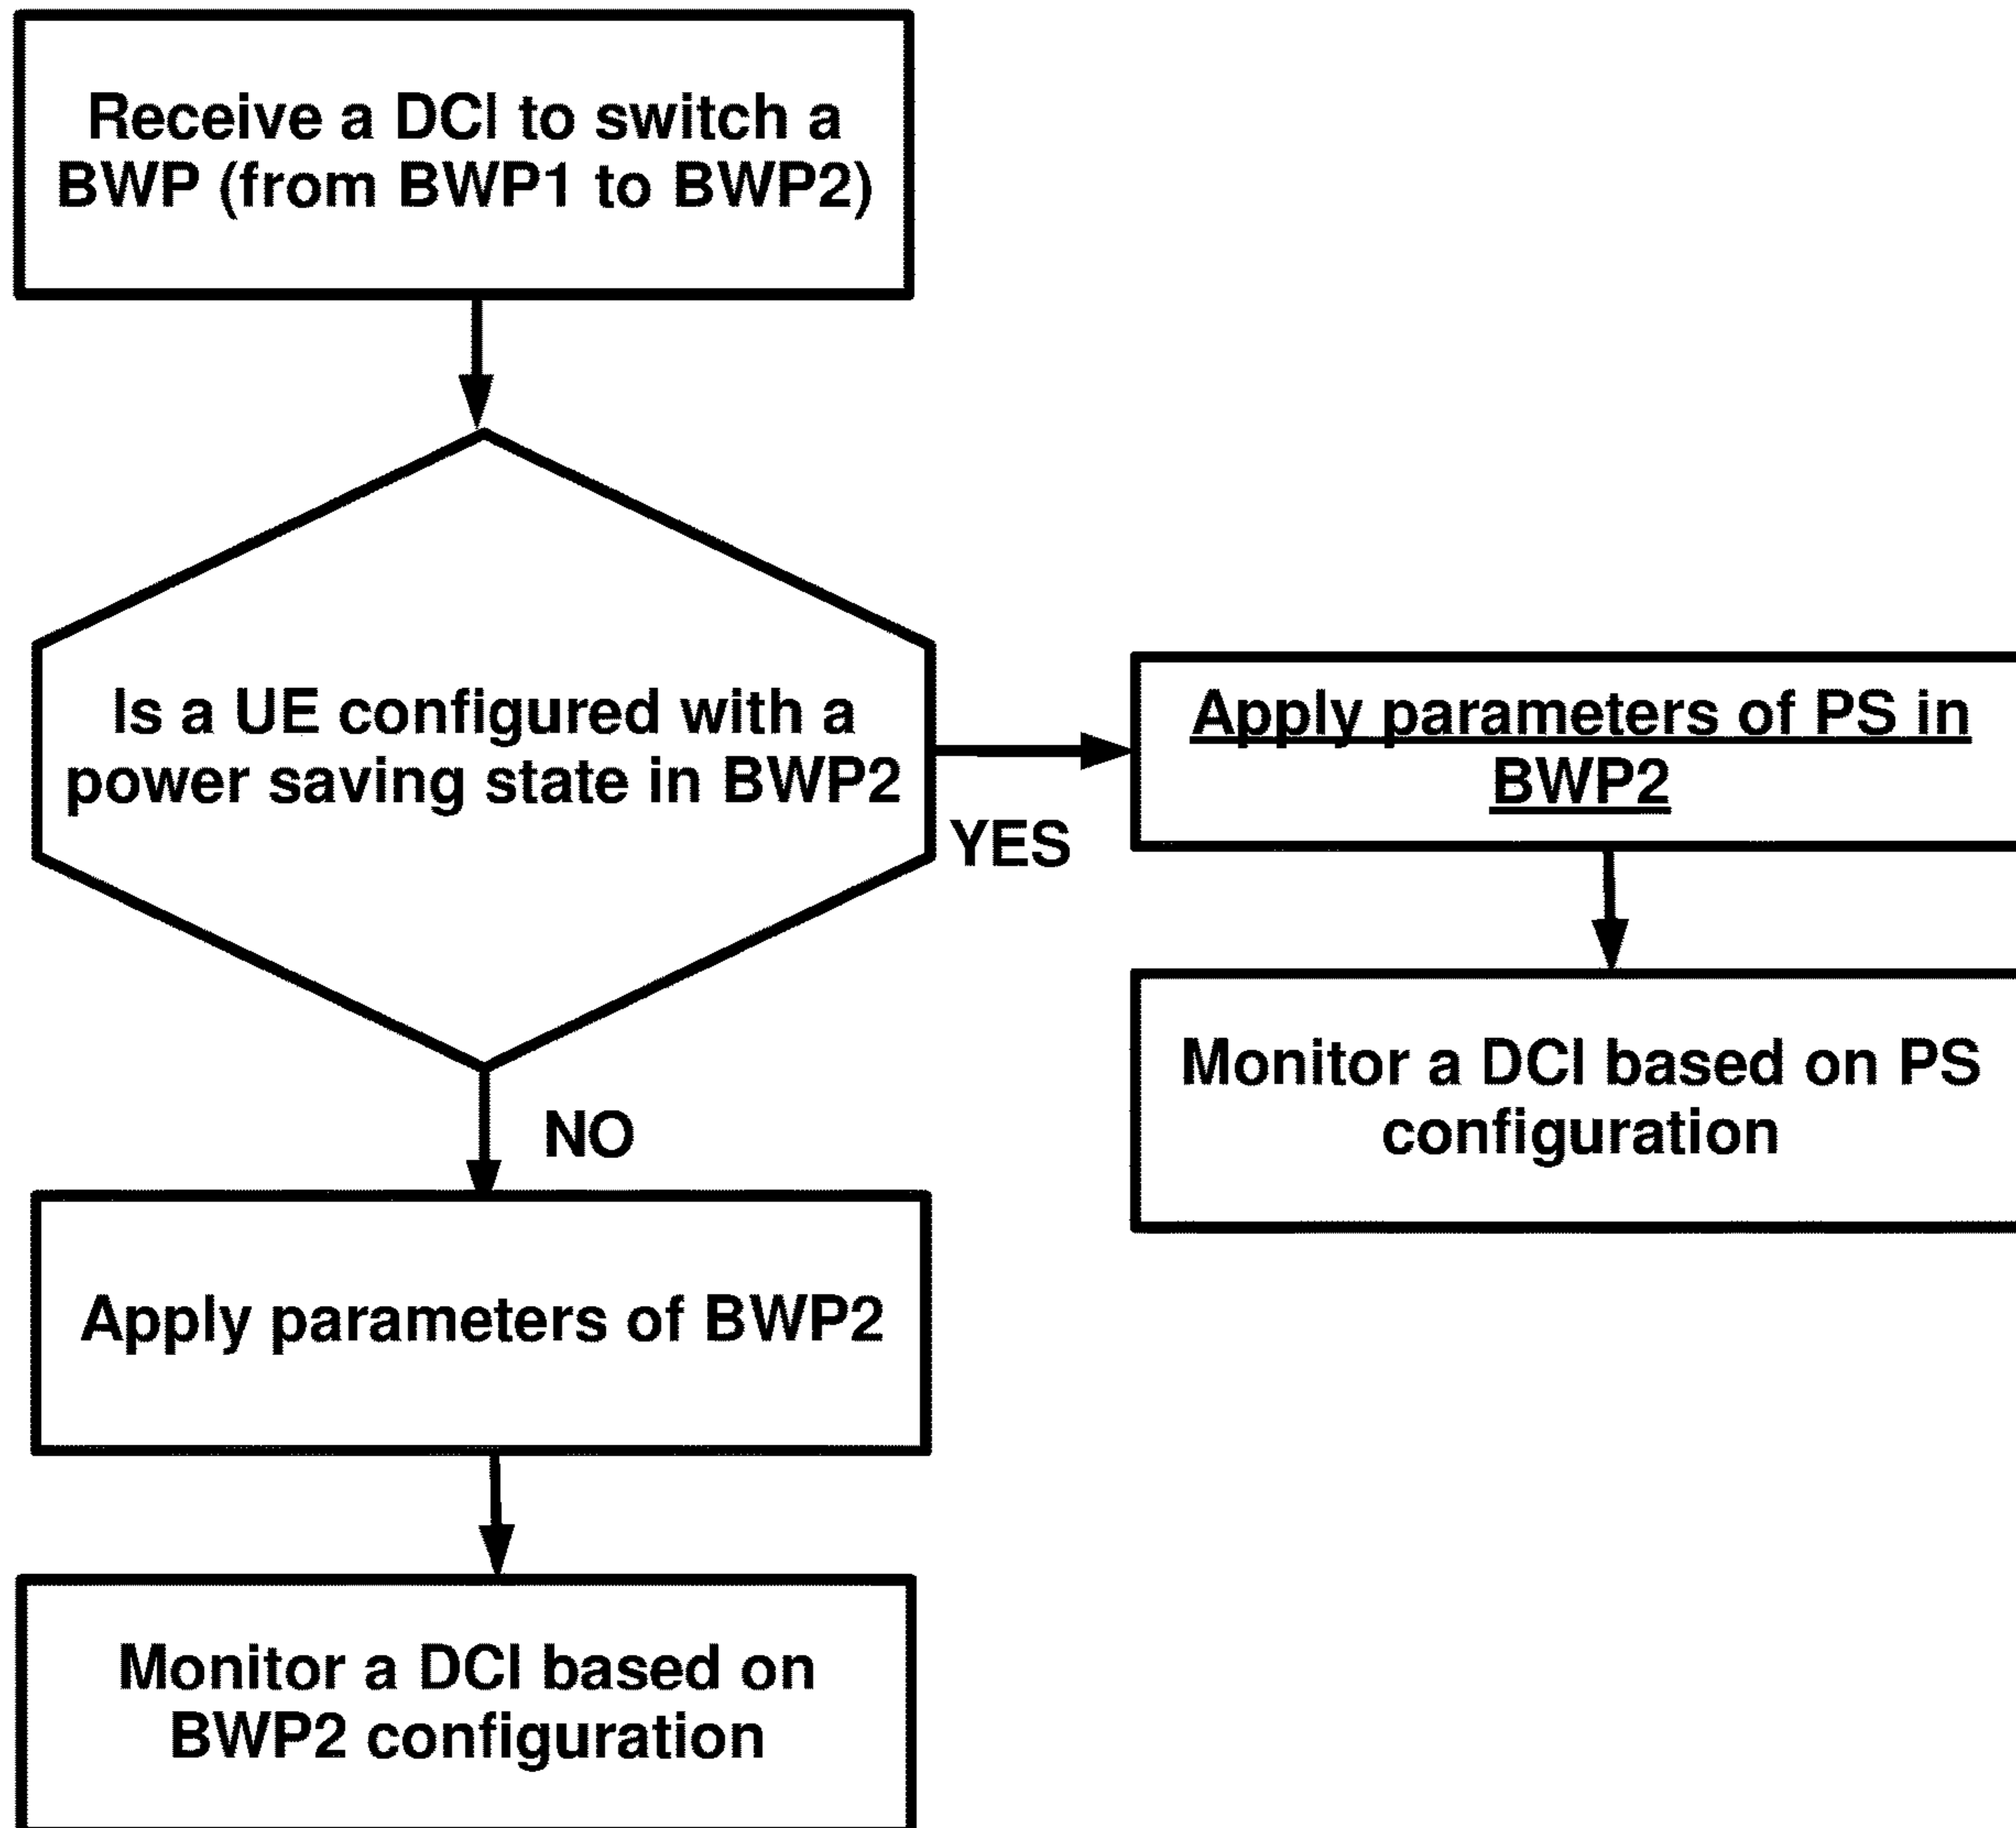 Receive a DCI to switch a
BWP (from BWP1 to BWP2)
Is a UE configured with a
power saving state in BWP2
YES
Apply parameters of PS in
BWP2
Monitor a DCI based on PS
configuration
NO
Apply parameters of BWP2
Monitor a DCI based on
BWP2 configuration